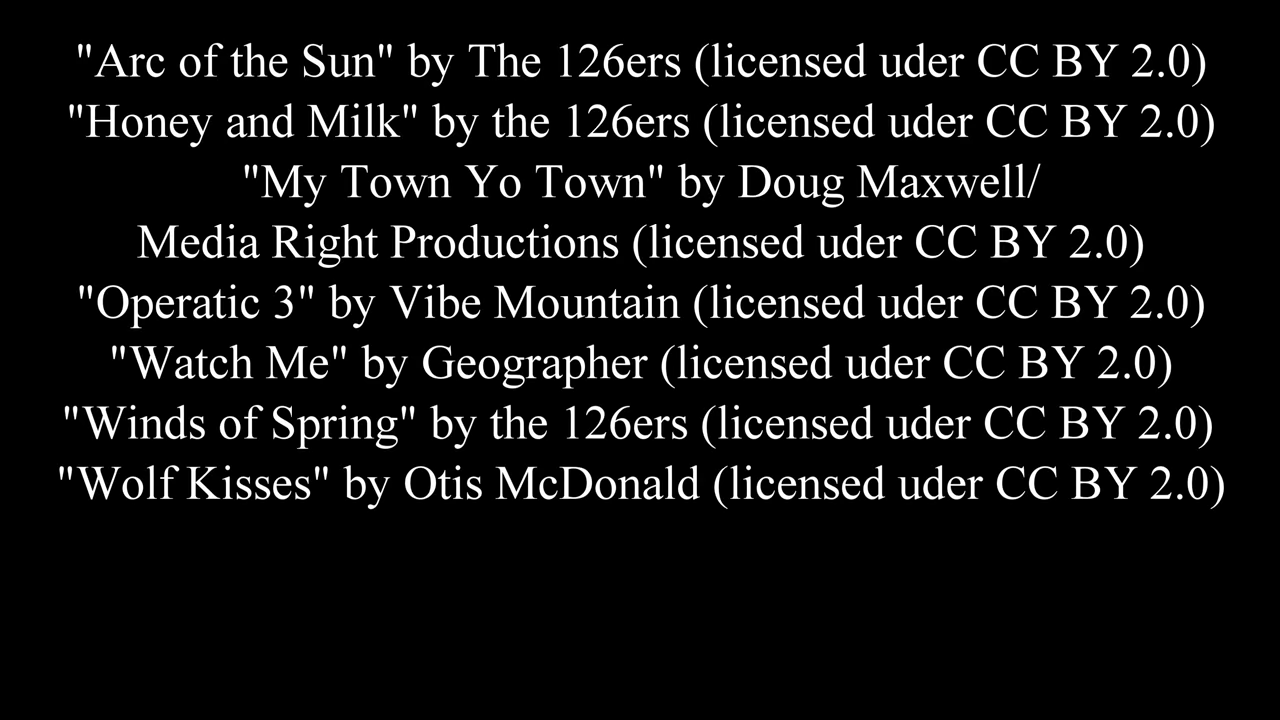 "Arc of the Sun" by The 126ers (licensed uder CC BY 2.0)
"Honey and Milk" by the 126ers (licensed uder CC BY 2.0)
"My Town Yo Town" by Doug Maxwell/
Media Right Productions (licensed uder CC BY 2.0)
"Operatic 3" by Vibe Mountain (licensed uder CC BY 2.0)
"Watch Me" by Geographer (licensed uder CC BY 2.0)
"Winds of Spring" by the 126ers (licensed uder CC BY 2.0)
"Wolf Kisses" by Otis McDonald (licensed uder CC BY 2.0)